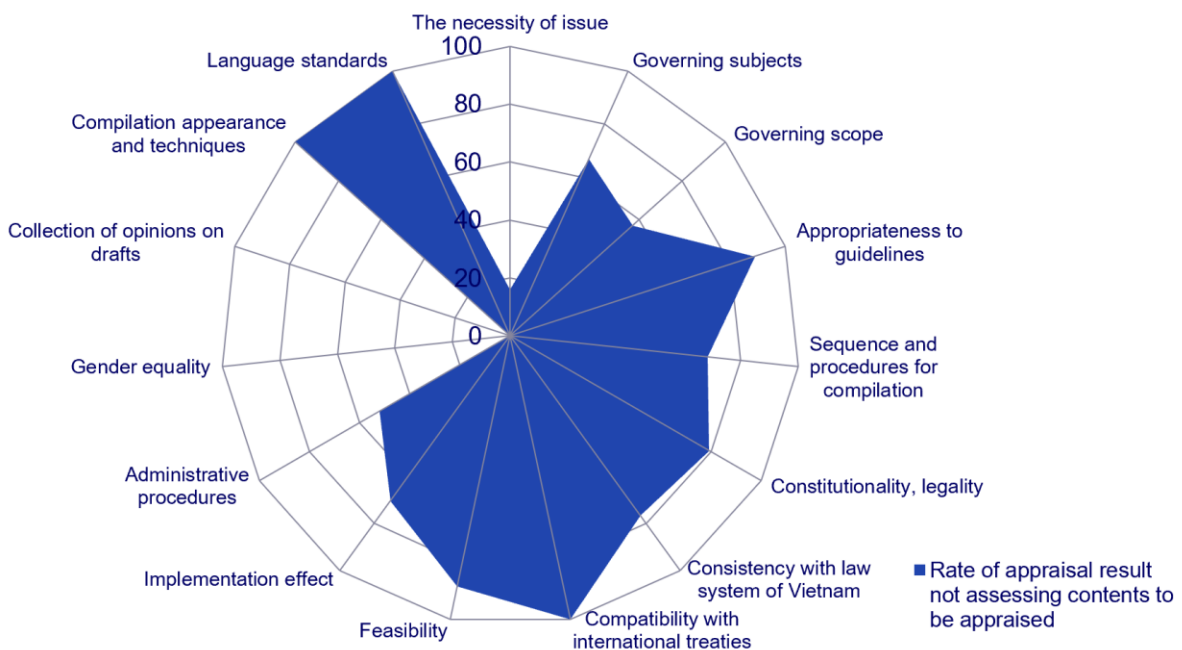 The necessity of issue
Governing subjects
Governing scope
Appropriateness to
guidelines
Sequence and
procedures for
compilation
Constitutionality, legality
Consistency with law
system of Vietnam
Compatibility with
international treaties
Feasibility
Implementation effect
Administrative
procedures
Gender equality
Collection of opinions on
drafts
Compilation appearance
and techniques
Language standards
100
80
60
40
20
0
Rate of appraisal result
not assessing contents to
be appraised